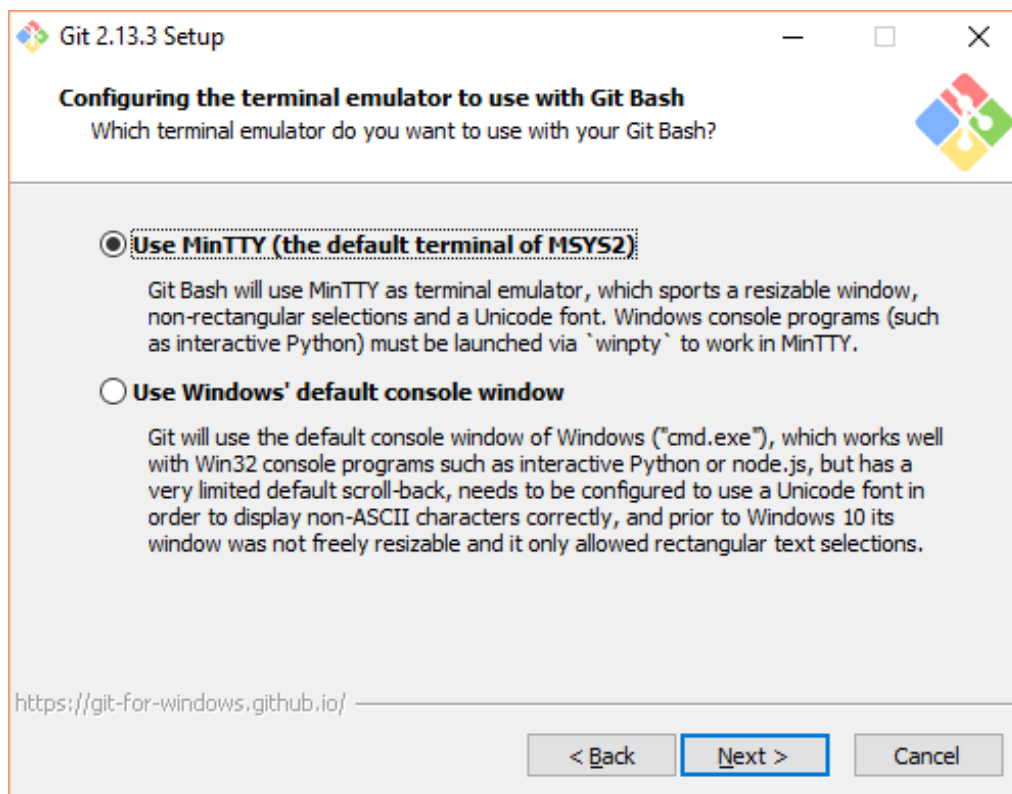 Git 2.13.3 Setup
Configuring the terminal emulator to use with Git Bash
Which terminal emulator do you want to use with your Git Bash?
Use MinTTY (the default terminal of MSYS2)
Git Bash will use MinTTY as terminal emulator, which sports a resizable window,
non-rectangular selections and a Unicode font. Windows console programs (such
as interactive Python) must be launched via `winpty` to work in MinTTY.
Use Windows' default console window
Git will use the default console window of Windows ("cmd.exe"), which works well
with Win32 console programs such as interactive Python or node.js, but has a
very limited default scroll-back, needs to be configured to use a Unicode font in
order to display non-ASCII characters correctly, and prior to Windows 10 its
window was not freely resizable and it only allowed rectangular text selections.
https://git-for-windows.github.io/
< Back
Next >
Cancel